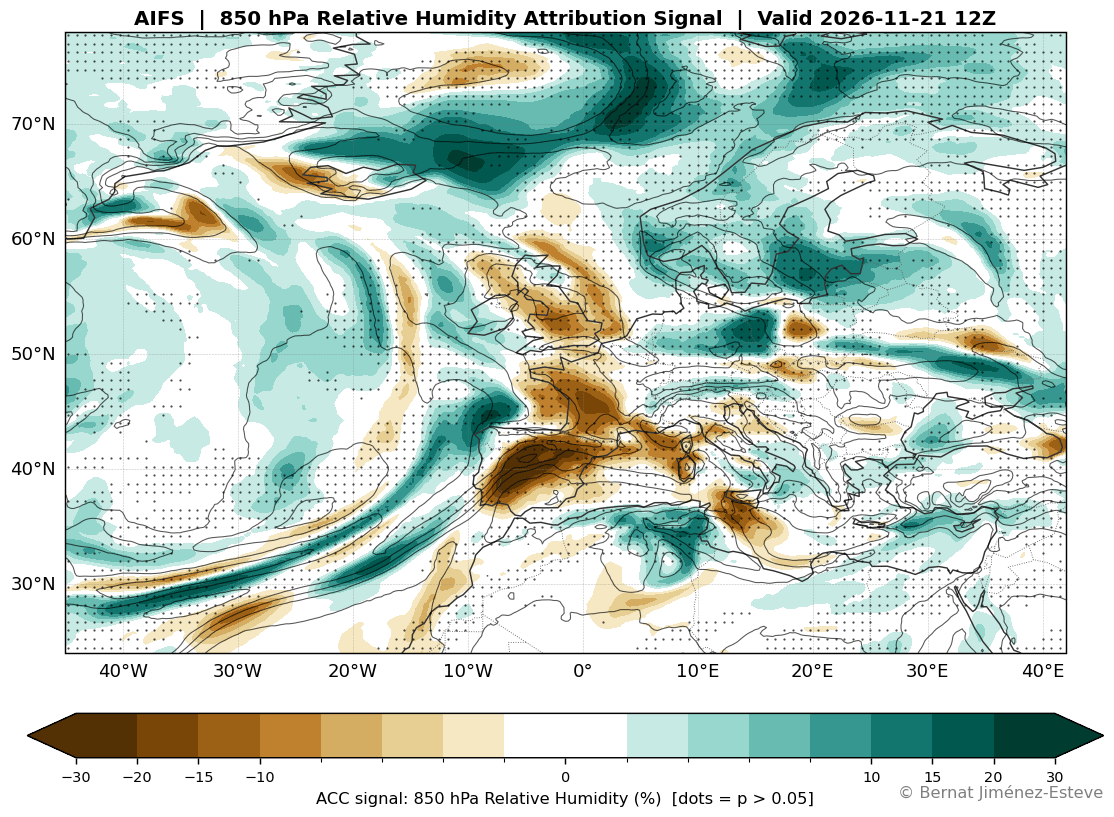 AIFS | 850 hPa Relative Humidity Attribution Signal | Valid 2026-11-21 12Z
70°N
60°N
50°N
40°N
30°N
40°W 30°W 20°W 10°W 0° 10°E 20°E 30°E 40°E
−30 −20 −15 −10 0 10 15 20 30
ACC signal: 850 hPa Relative Humidity (%) [dots = p > 0.05]
© Bernat Jiménez-Esteve